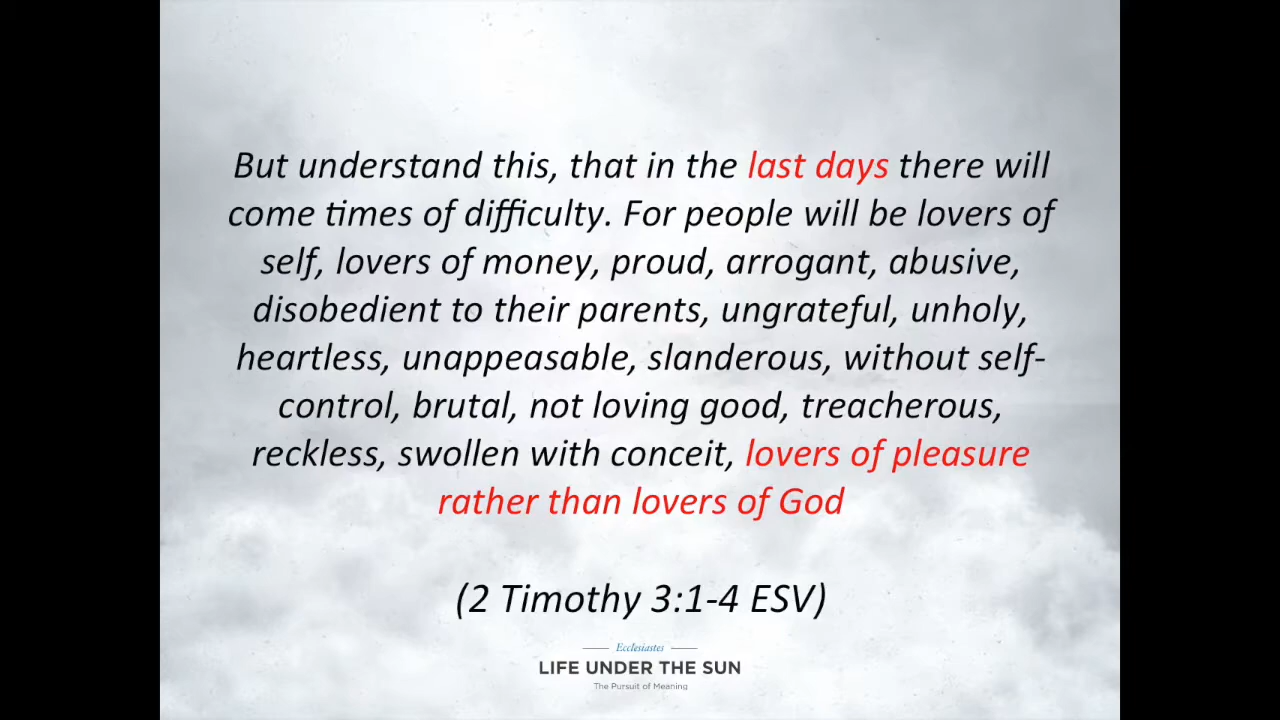 But understand this, that in the last days there will
come times of difficulty. For people will be lovers of
self, lovers of money, proud, arrogant, abusive,
disobedient to their parents, ungrateful, unholy,
heartless, unappeasable, slanderous, without self-
control, brutal, not loving good, treacherous,
reckless, swollen with conceit, lovers of pleasure
rather than lovers of God
(2 Timothy 3:1-4 ESV)
Ecclesiastes
LIFE UNDER THE SUN
The Pursuit of Meaning